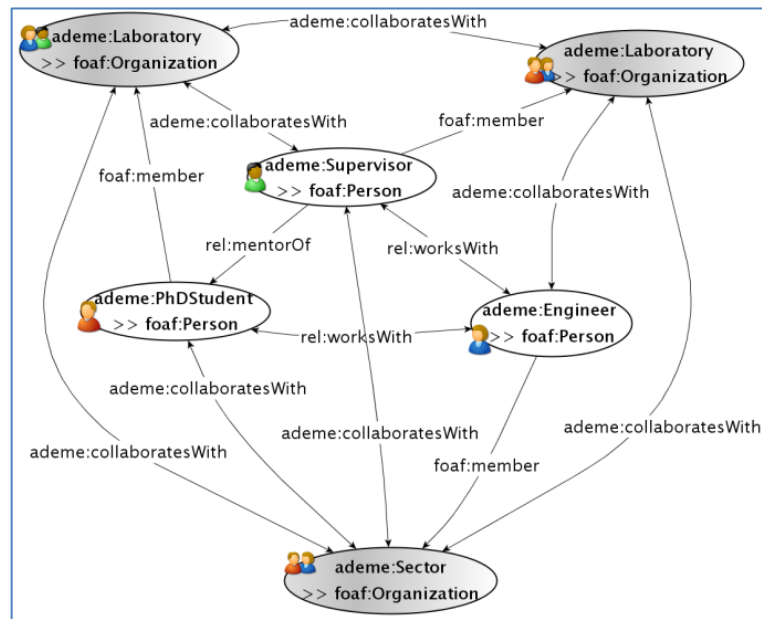 ademe:collaboratesWith
ademe:Laboratory
>> foaf:Organization
ademe:Laboratory
>> foaf:Organization
ademe:collaboratesWith
foaf:member
ademe:Supervisor
>> foaf:Person
foaf:member
ademe:collaboratesWith
rel:mentorOf
rel:worksWith
ademe:PhDStudent
>> foaf:Person
ademe:Engineer
>> foaf:Person
rel:worksWith
ademe:collaboratesWith
ademe:collaboratesWith
ademe:collaboratesWith
ademe:collaboratesWith
foaf:member
ademe:Sector
>> foaf:Organization